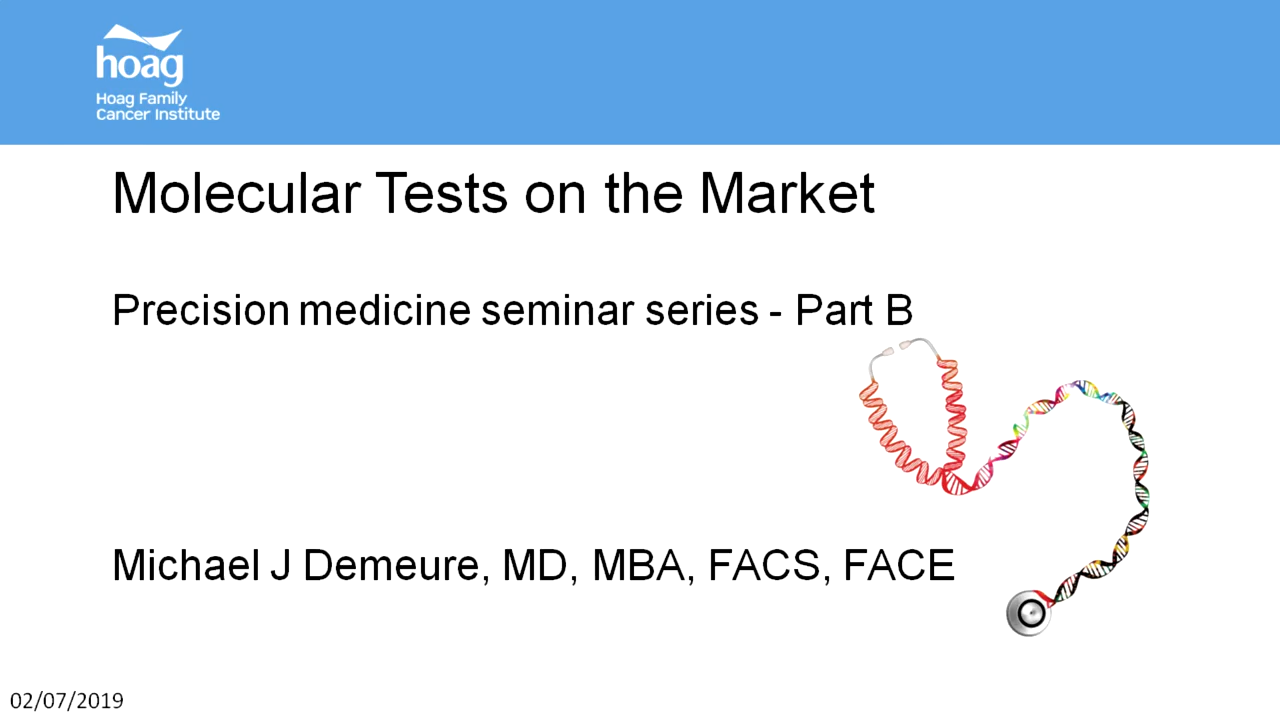 hoag
Hoag Family
Cancer Institute
Molecular Tests on the Market
Precision medicine seminar series - Part B
Michael J Demeure, MD, MBA, FACS, FACE
02/07/2019